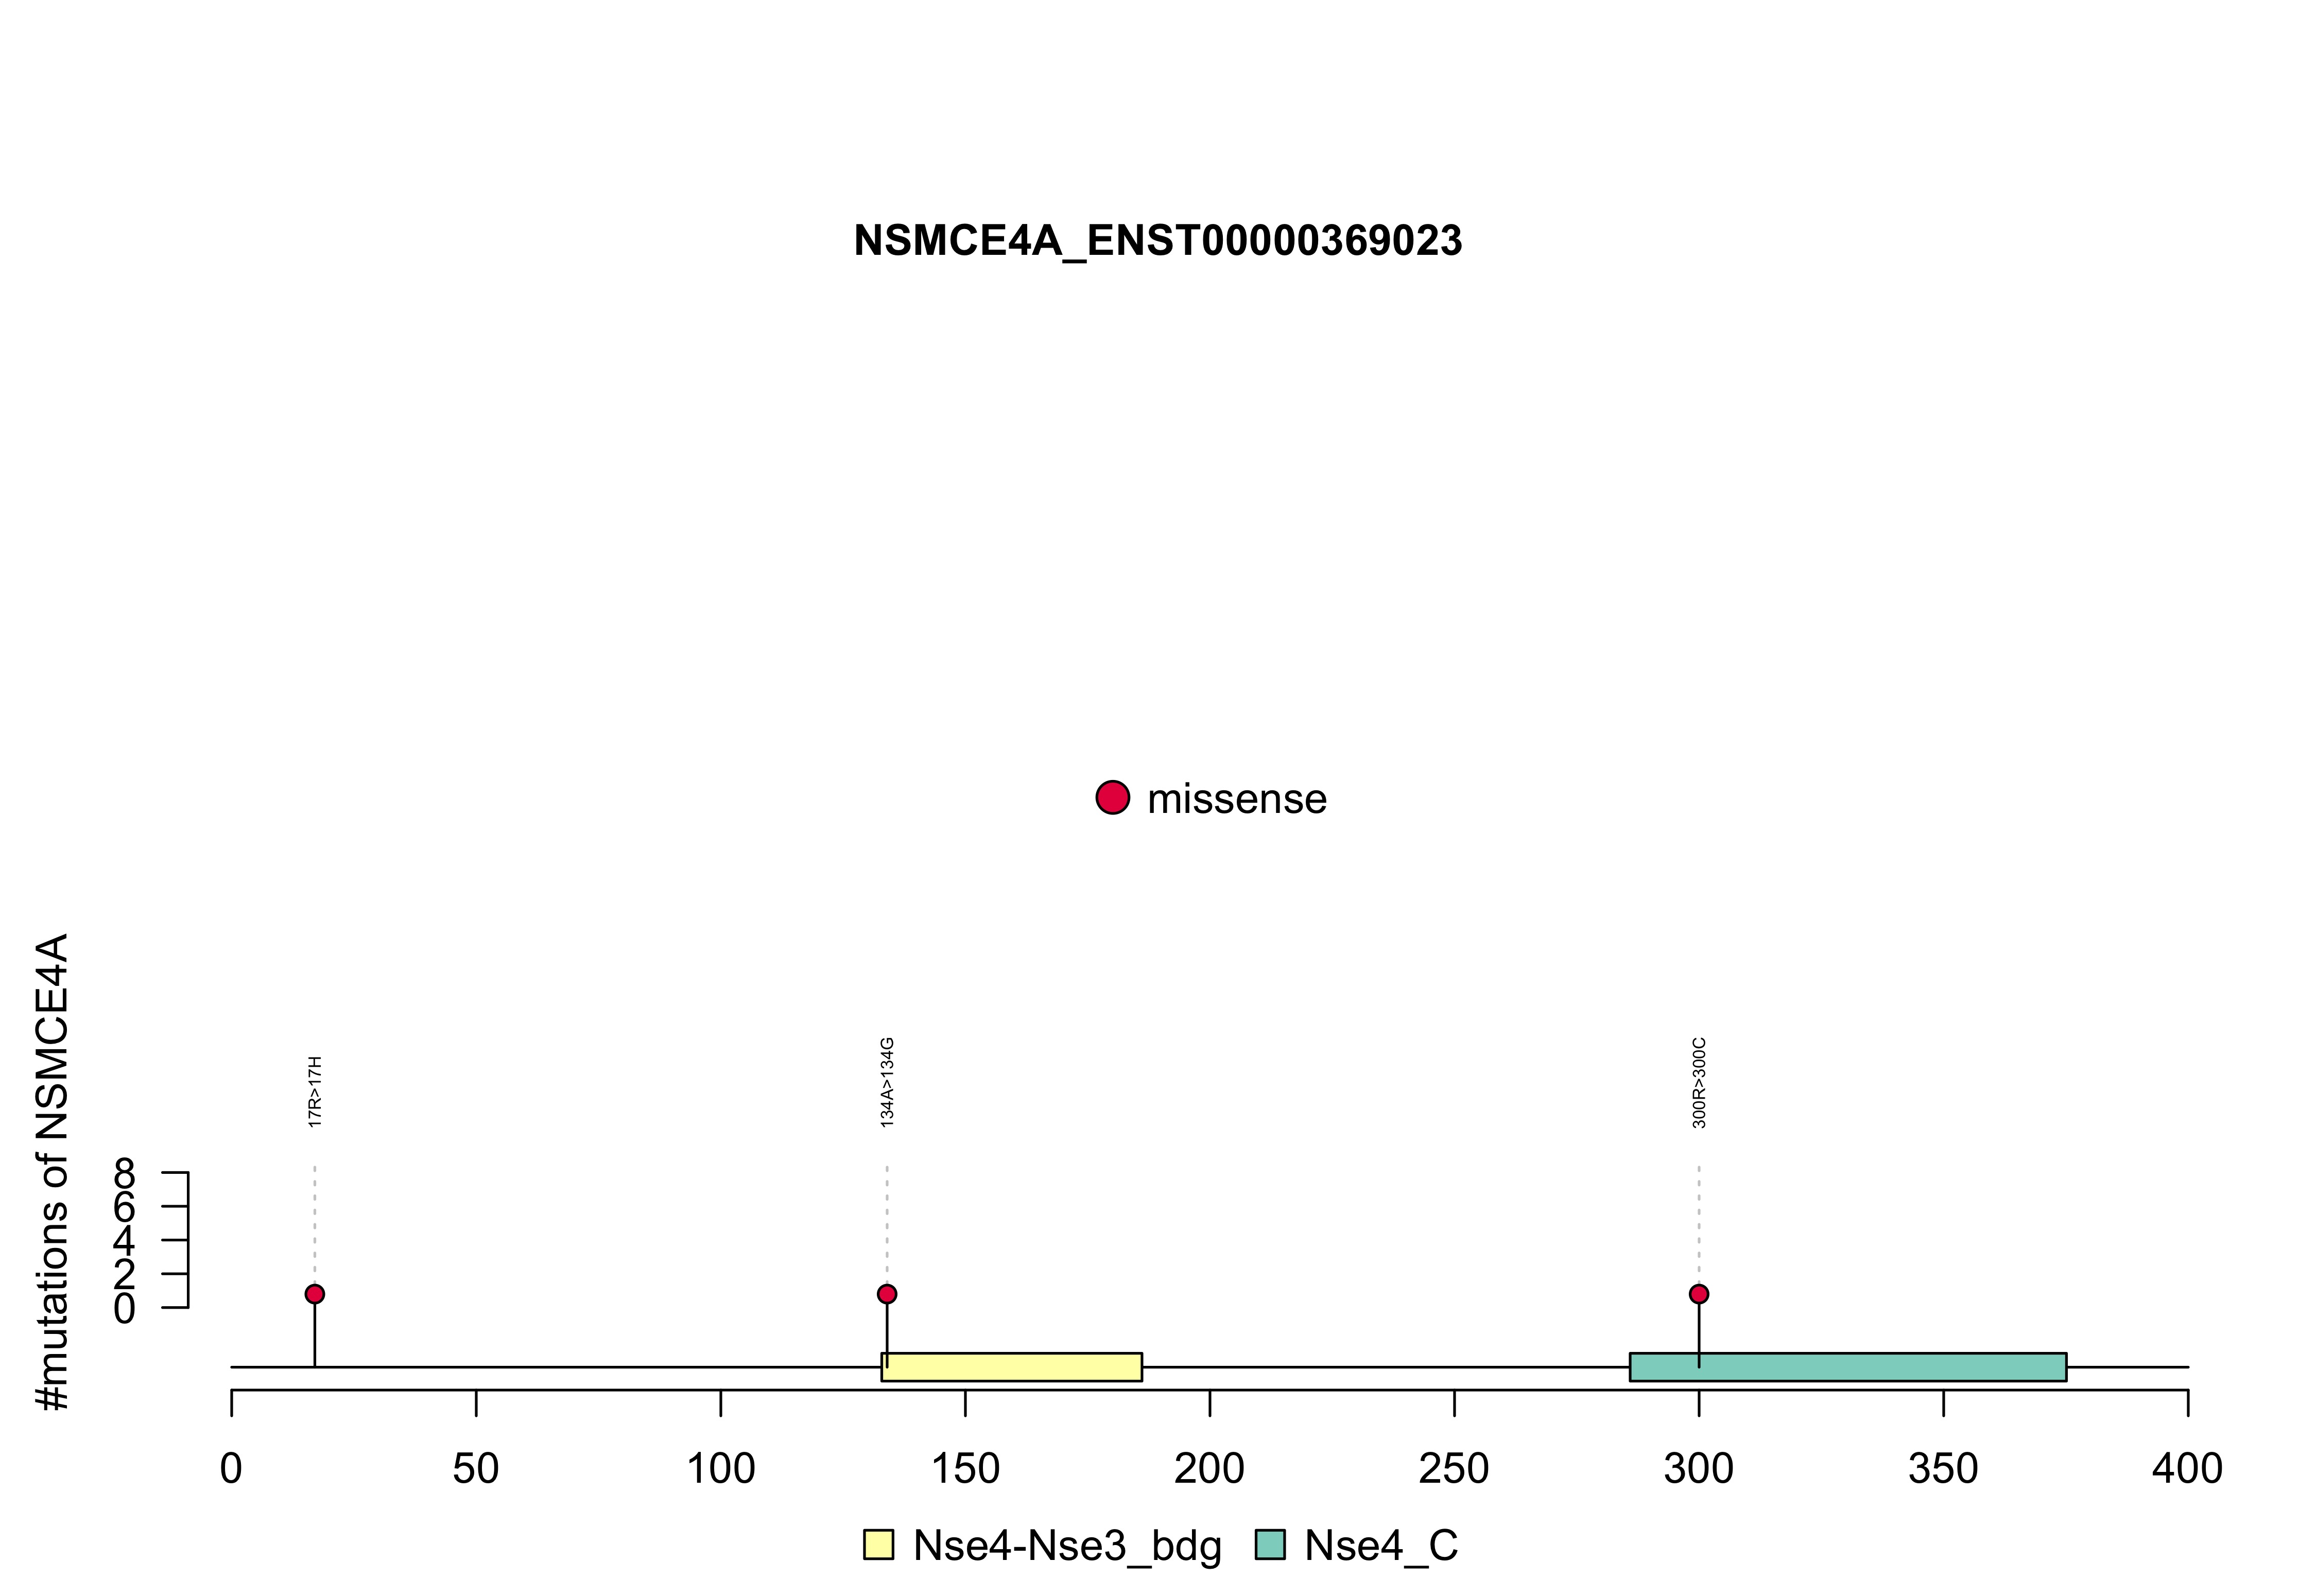 NSMCE4A_ENST00000369023
missense
#mutations of NSMCE4A
17R>17H
134A>134G
300R>300C
8
6
4
2
0
0 50 100 150 200 250 300 350 400
Nse4-Nse3_bdg Nse4_C